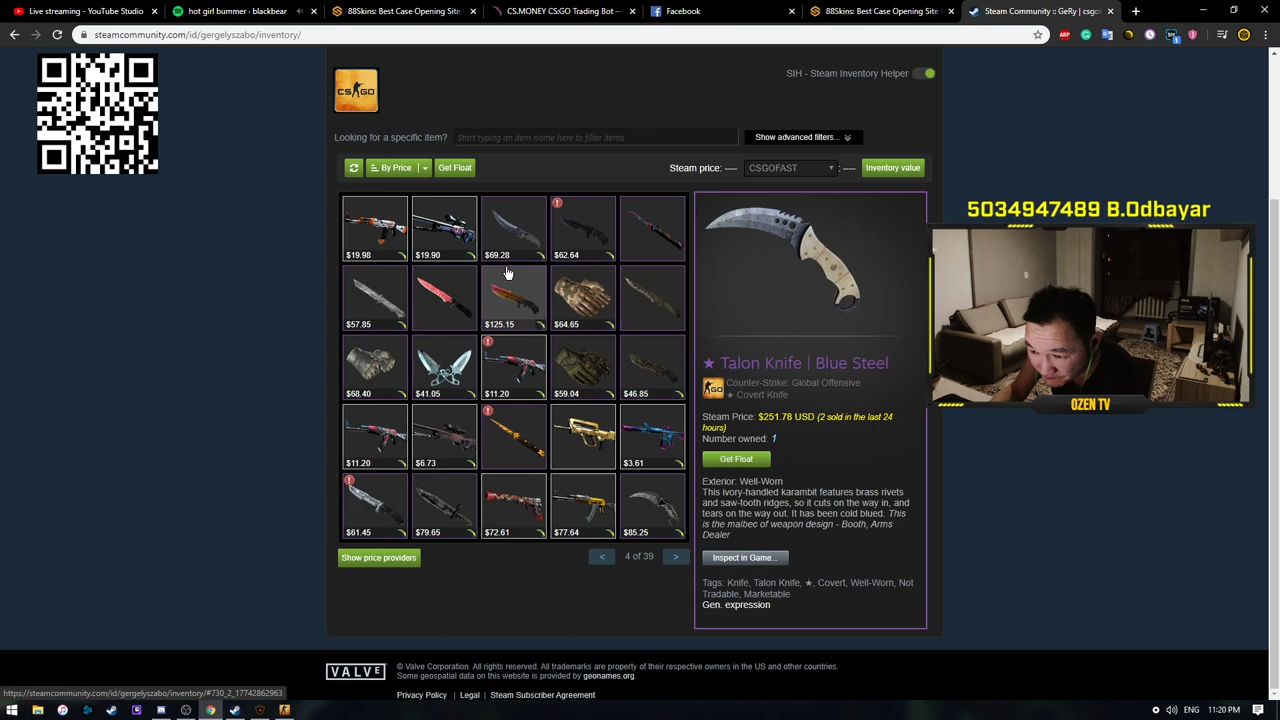 Live streaming - YouTube Studio
hot girl bummer · blackbear
88Skins: Best Case Opening Site
CS.MONEY CS:GO Trading Bot —
Facebook
88Skins: Best Case Opening Site
Steam Community :: GeRy | csgot
steamcommunity.com/id/gergelyszabo/inventory/
CS GO
SIH - Steam Inventory Helper
Looking for a specific item?
Start typing an item name here to filter items
Show advanced filters...
By Price
Get Float
Steam price: ----
CSGOFAST
: ----
Inventory value
$19.98
$19.90
$69.28
$62.64
$57.85
$125.15
$64.65
$68.40
$41.05
$11.20
$59.04
$46.85
$11.20
$6.73
$3.61
$61.45
$79.65
$72.61
$77.64
$85.25
Show price providers
<
4 of 39
>
★ Talon Knife | Blue Steel
Counter-Strike: Global Offensive
★ Covert Knife
Steam Price: $251.78 USD (2 sold in the last 24
hours)
Number owned: 1
Get Float
Exterior: Well-Worn
This ivory-handled karambit features brass rivets
and saw-tooth ridges, so it cuts on the way in, and
tears on the way out. It has been cold blued. This
is the malbec of weapon design - Booth, Arms
Dealer
Inspect in Game...
Tags: Knife, Talon Knife, ★, Covert, Well-Worn, Not
Tradable, Marketable
Gen. expression
5034947489 B.Odbayar
OZEN TV
VALVE
© Valve Corporation. All rights reserved. All trademarks are property of their respective owners in the US and other countries.
Some geospatial data on this website is provided by geonames.org.
Privacy Policy | Legal | Steam Subscriber Agreement
https://steamcommunity.com/id/gergelyszabo/inventory/#730_2_17742862963
ENG
11:20 PM